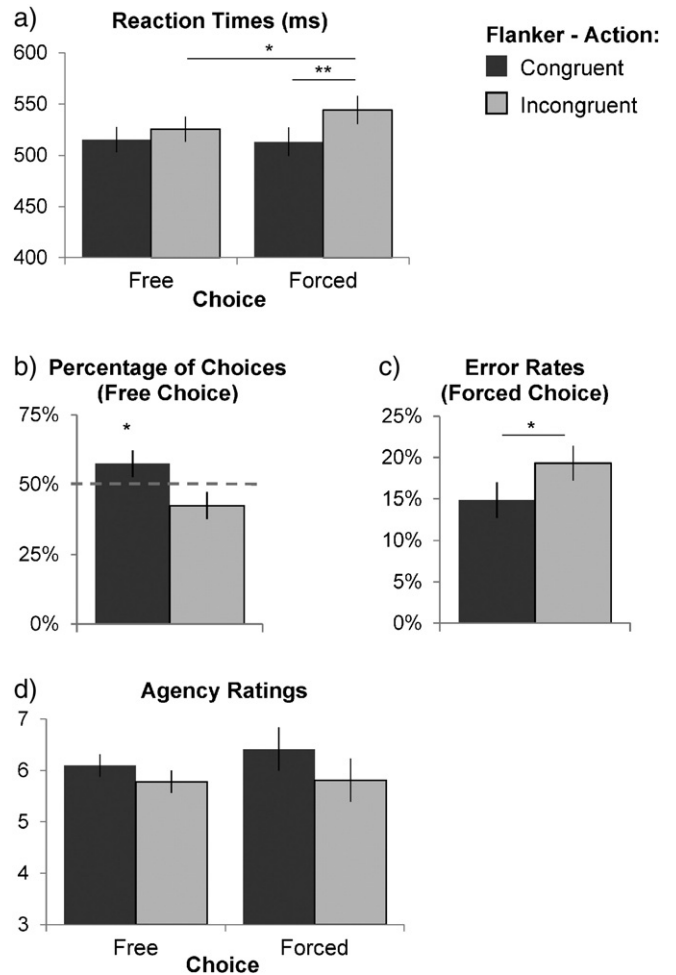 a)
Reaction Times (ms)
600
550
500
450
400
*
**
Free
Forced
Choice
Flanker - Action:
Congruent
Incongruent
b)
Percentage of Choices
(Free Choice)
75%
50%
25%
0%
*
c)
Error Rates
(Forced Choice)
25%
20%
15%
10%
5%
0%
*
d)
Agency Ratings
7
6
5
4
3
Free
Forced
Choice